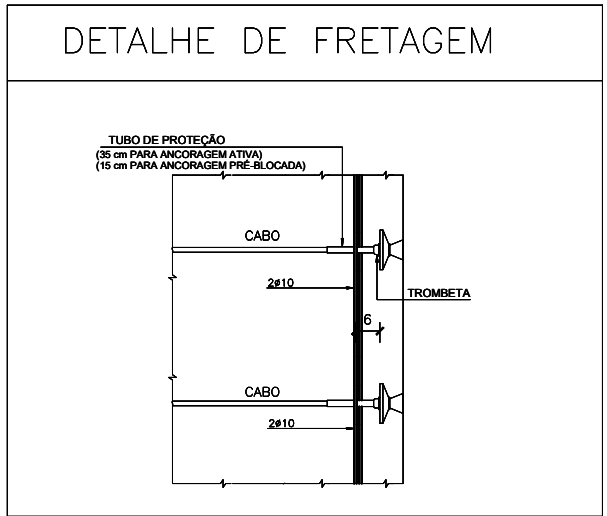 DETALHE DE FRETAGEM
TUBO DE PROTEÇÃO
(35 cm PARA ANCORAGEM ATIVA)
(15 cm PARA ANCORAGEM PRÉ-BLOCADA)
CABO
2ø10
TROMBETA
6
CABO
2ø10